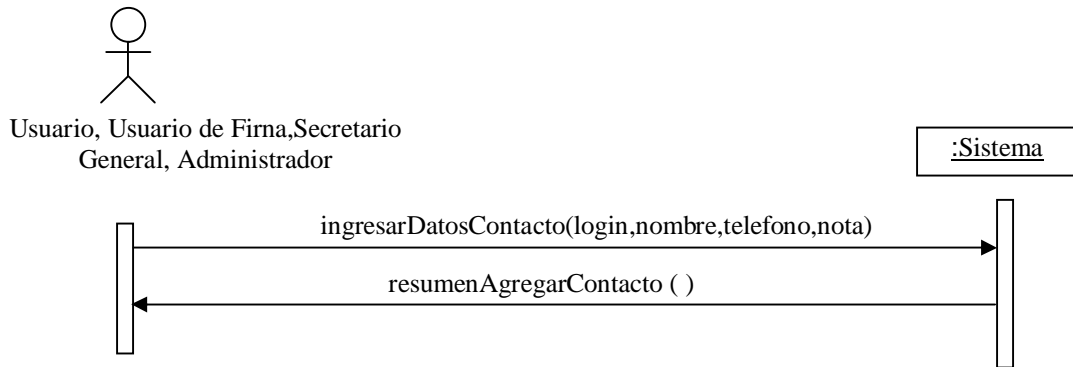 Usuario, Usuario de Firna,Secretario
General, Administrador
:Sistema
ingresarDatosContacto(login,nombre,telefono,nota)
resumenAgregarContacto ( )